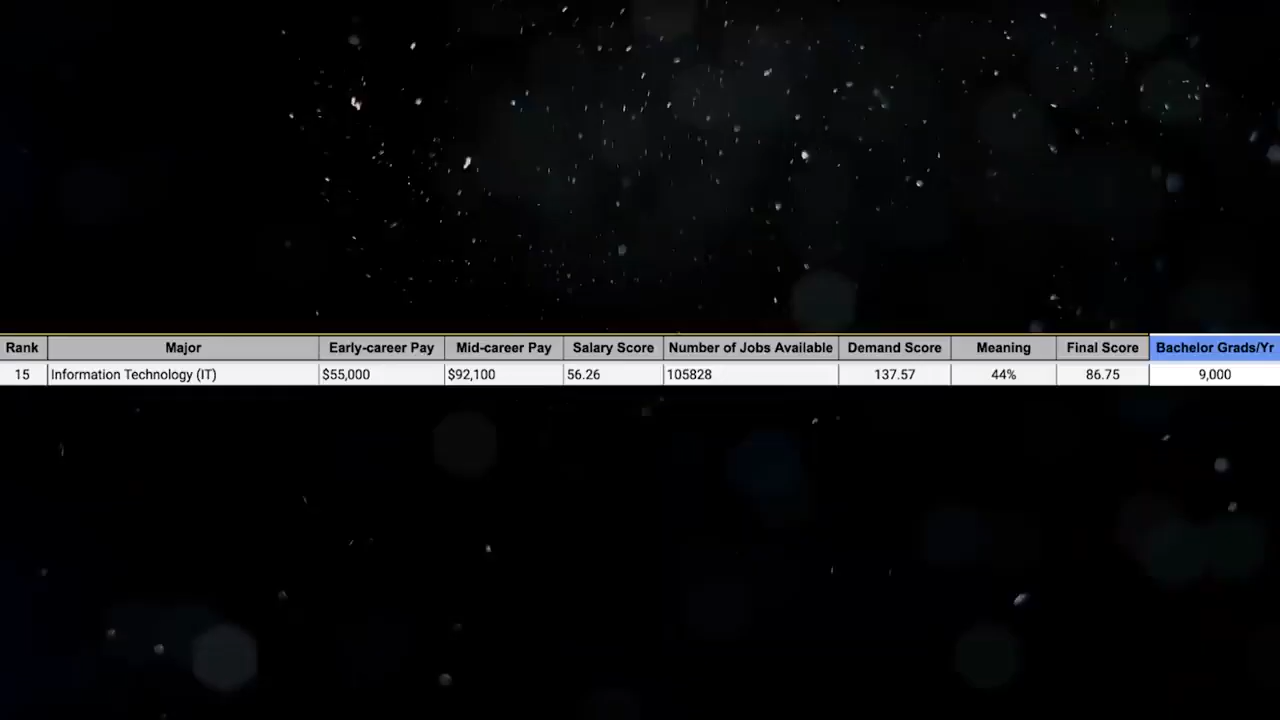 Rank Major Early-career Pay Mid-career Pay Salary Score Number of Jobs Available Demand Score Meaning Final Score Bachelor Grads/Yr
15 Information Technology (IT) $55,000 $92,100 56.26 105828 137.57 44% 86.75 9,000